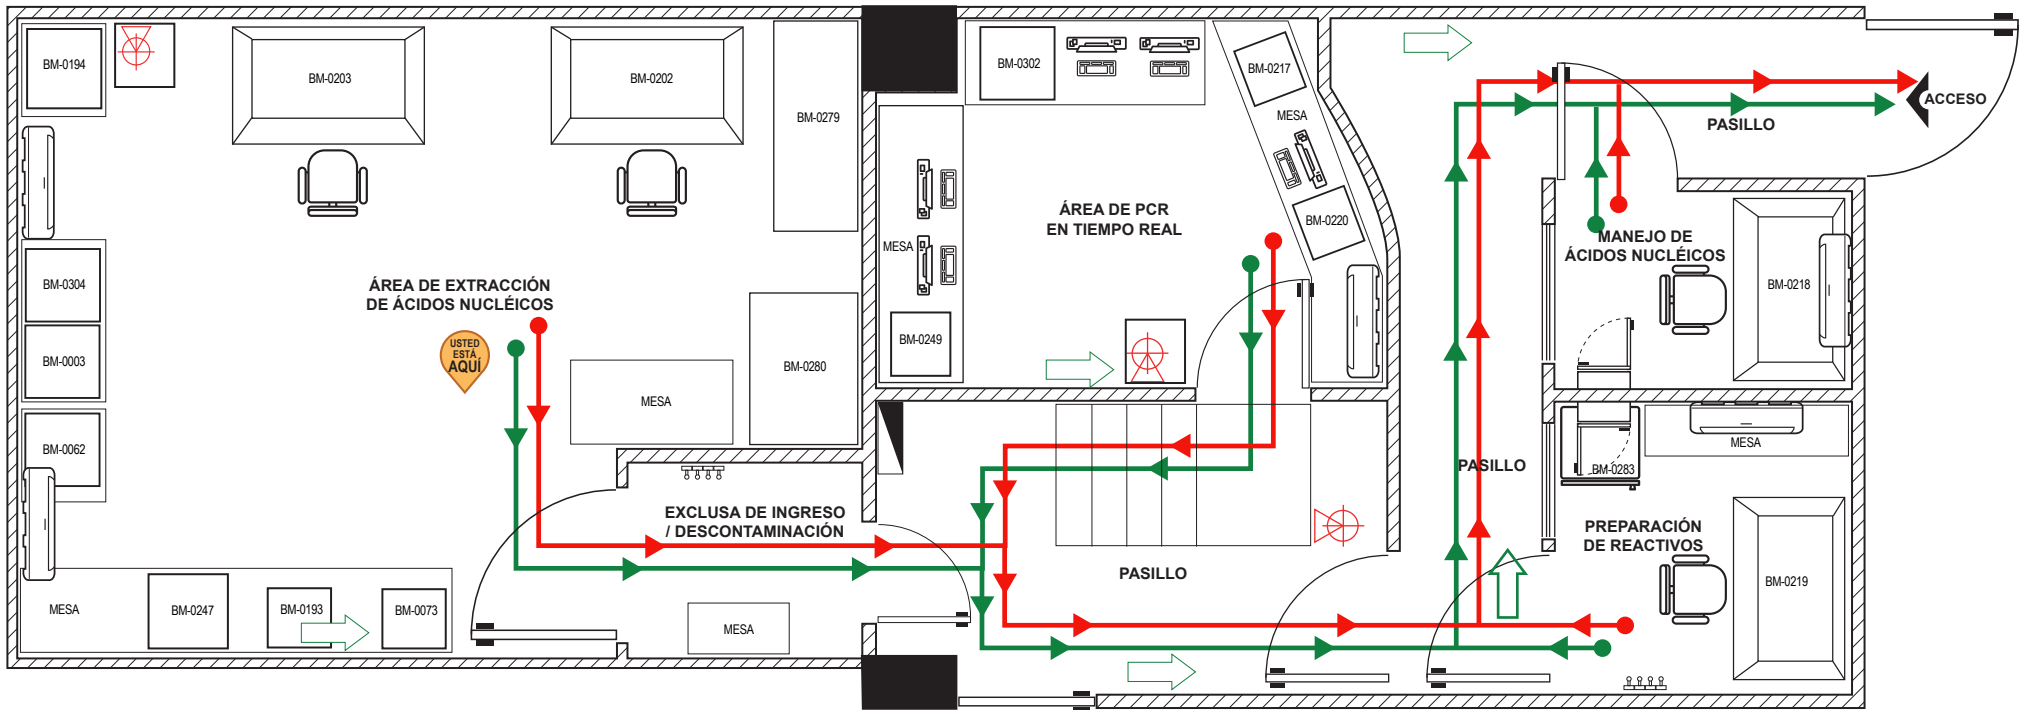 BM-0194
BM-0203
BM-0202
BM-0279
BM-0302
BM-0217
MESA
BM-0220
ACCESO
PASILLO
ÁREA DE PCR
EN TIEMPO REAL
MESA
BM-0249
MANEJO DE
ÁCIDOS NUCLÉICOS
BM-0218
BM-0304
BM-0003
BM-0062
ÁREA DE EXTRACCIÓN
DE ÁCIDOS NUCLÉICOS
USTED
ESTÁ
AQUÍ
MESA
BM-0280
EXCLUSA DE INGRESO
/ DESCONTAMINACIÓN
PASILLO
PASILLO
MESA
BM-0283
PREPARACIÓN
DE REACTIVOS
BM-0219
MESA
BM-0247
BM-0193
BM-0073
MESA